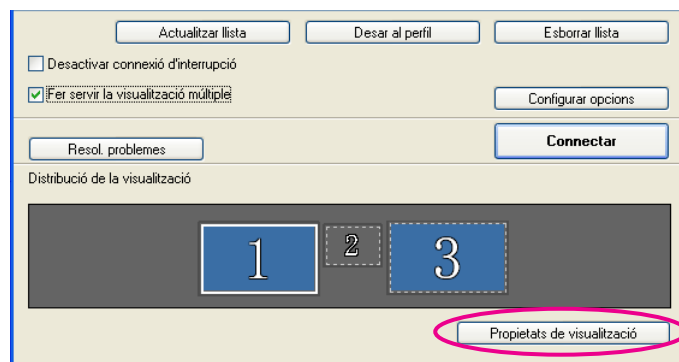 Actualitzar llista Desar al perfil Esborrar llista
Desactivar connexió d'interrupció
Fer servir la visualització múltiple
Configurar opcions
Connectar
Resol. problemes
Distribució de la visualització
1 2 3
Propietats de visualització